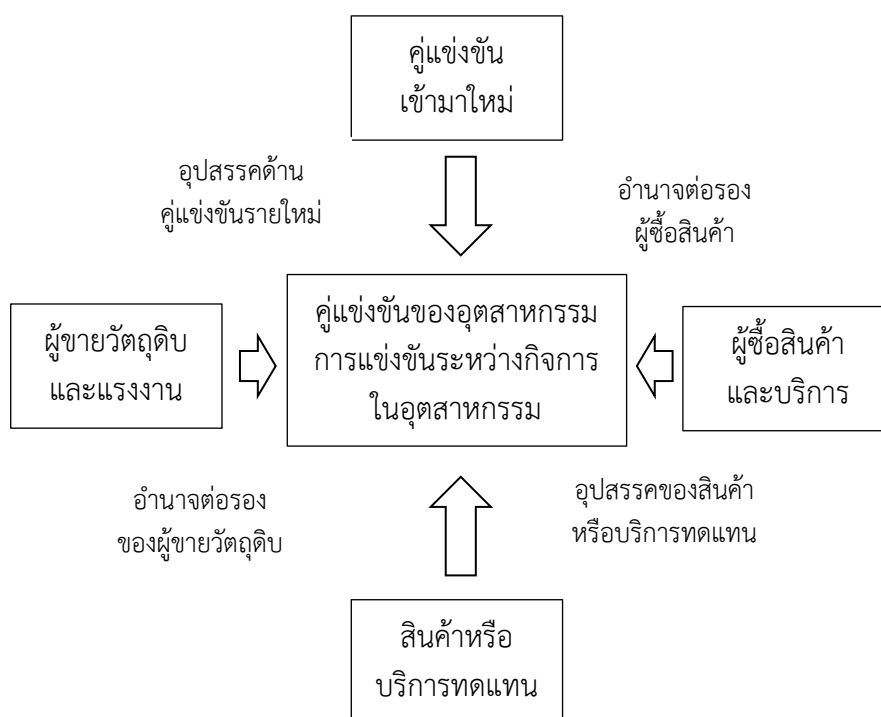 คู่แข่งขัน
เข้ามาใหม่
อุปสรรคด้าน
คู่แข่งขันรายใหม่
อำนาจต่อรอง
ผู้ซื้อสินค้า
ผู้ขายวัตถุดิบ
และแรงงาน
คู่แข่งขันของอุตสาหกรรม
การแข่งขันระหว่างกิจการ
ในอุตสาหกรรม
ผู้ซื้อสินค้า
และบริการ
อำนาจต่อรอง
ของผู้ขายวัตถุดิบ
อุปสรรคของสินค้า
หรือบริการทดแทน
สินค้าหรือ
บริการทดแทน